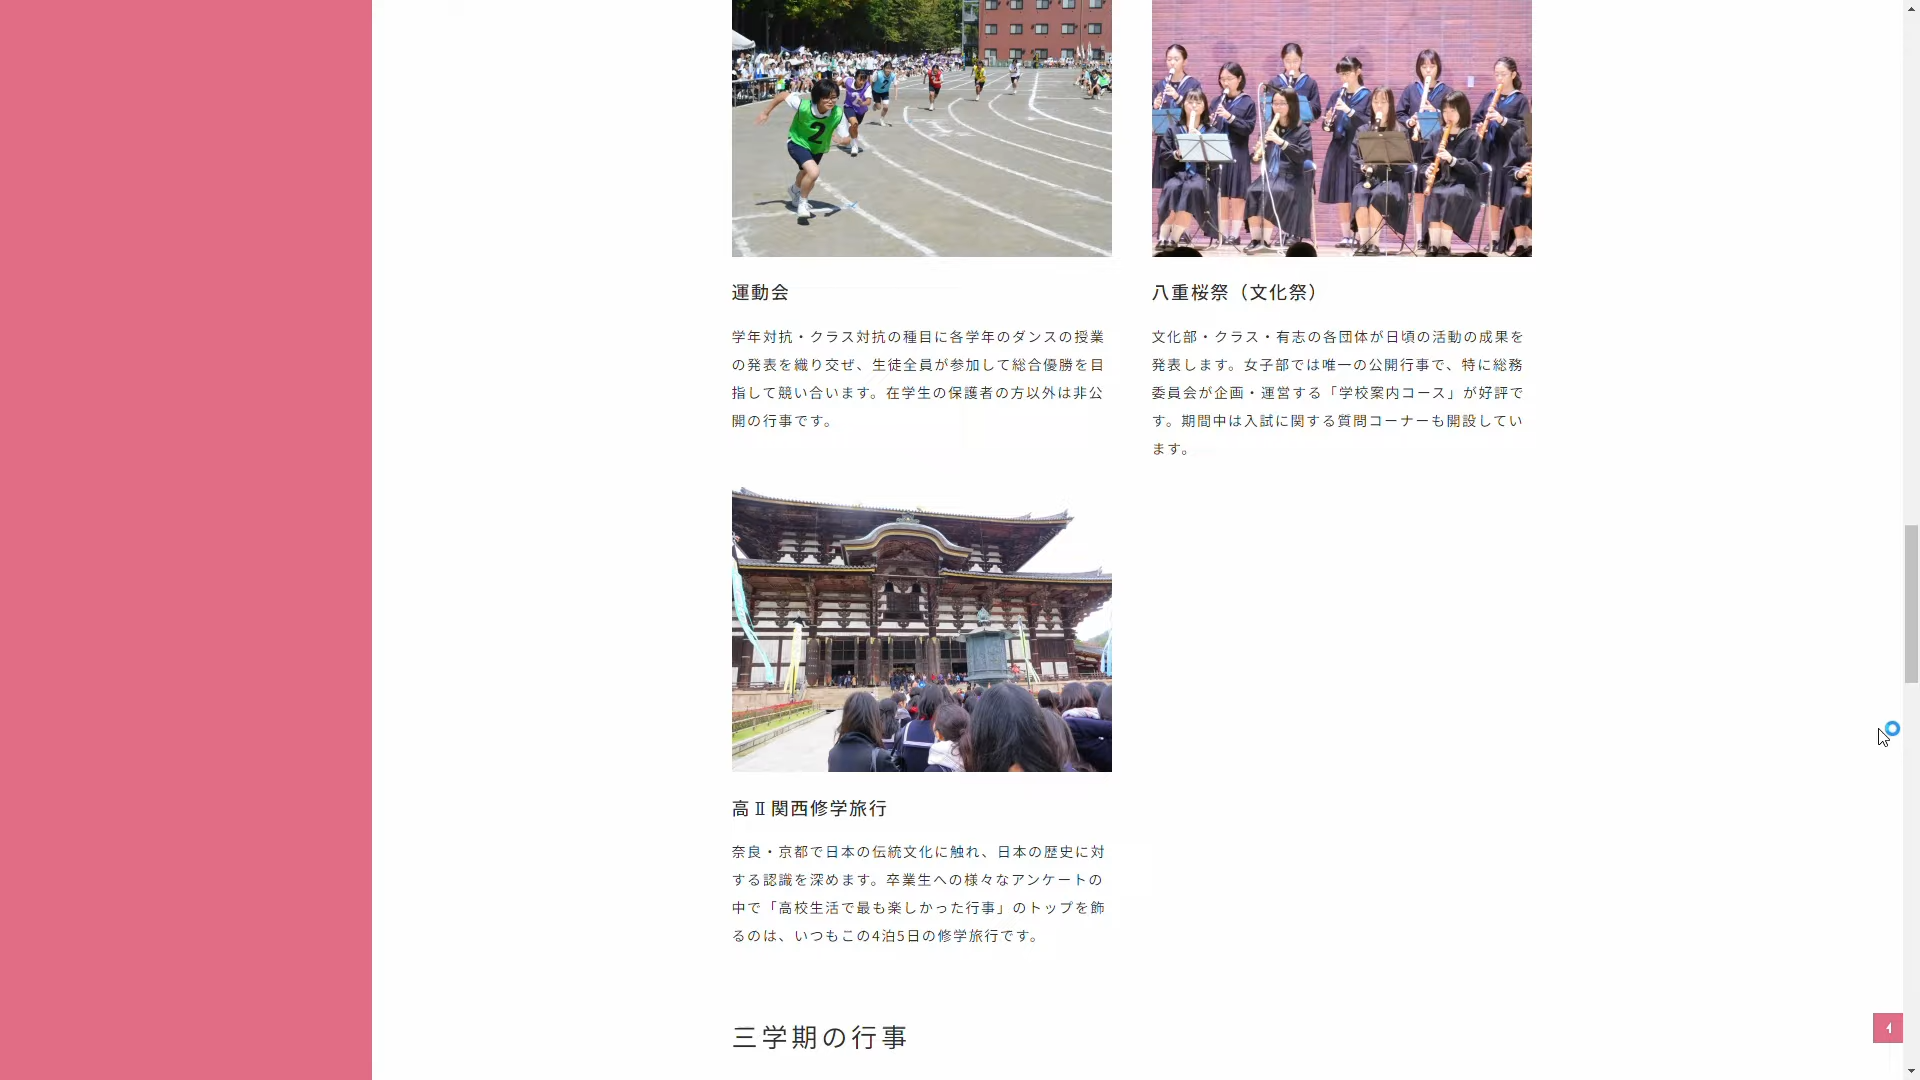 2
運動会
学年対抗・クラス対抗の種目に各学年のダンスの授業
の発表を織り交ぜ、生徒全員が参加して総合優勝を目
指して競い合います。在学生の保護者の方以外は非公
開の行事です。
八重桜祭（文化祭）
文化部・クラス・有志の各団体が日頃の活動の成果を
発表します。女子部では唯一の公開行事で、特に総務
委員会が企画・運営する「学校案内コース」が好評で
す。期間中は入試に関する質問コーナーも開設してい
ます。
高Ⅱ関西修学旅行
奈良・京都で日本の伝統文化に触れ、日本の歴史に対
する認識を深めます。卒業生への様々なアンケートの
中で「高校生活で最も楽しかった行事」のトップを飾
るのは、いつもこの4泊5日の修学旅行です。
三学期の行事